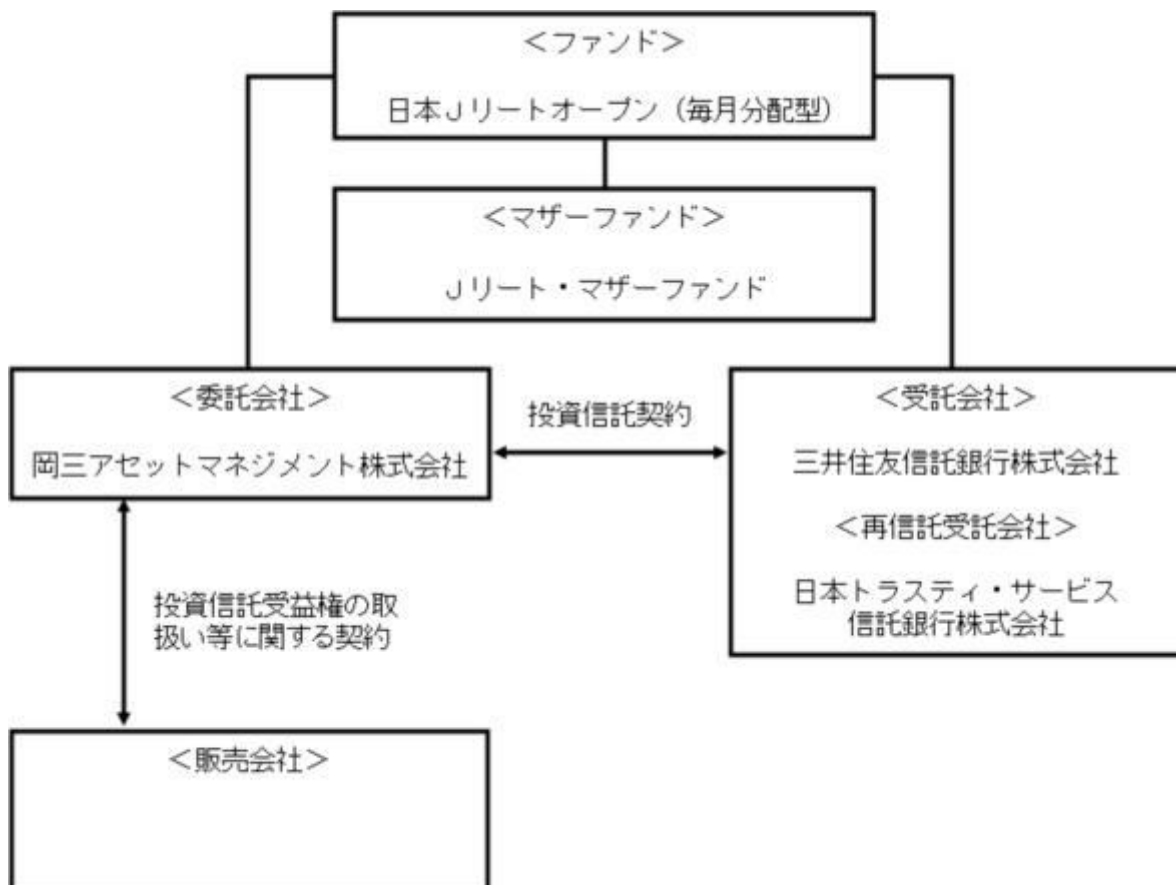 ＜ファンド＞
日本Ｊリートオープン（毎月分配型）
＜マザーファンド＞
Ｊリート・マザーファンド
＜委託会社＞
岡三アセットマネジメント株式会社
投資信託契約
＜受託会社＞
三井住友信託銀行株式会社
＜再信託受託会社＞
日本トラスティ・サービス
信託銀行株式会社
投資信託受益権の取
扱い等に関する契約
＜販売会社＞